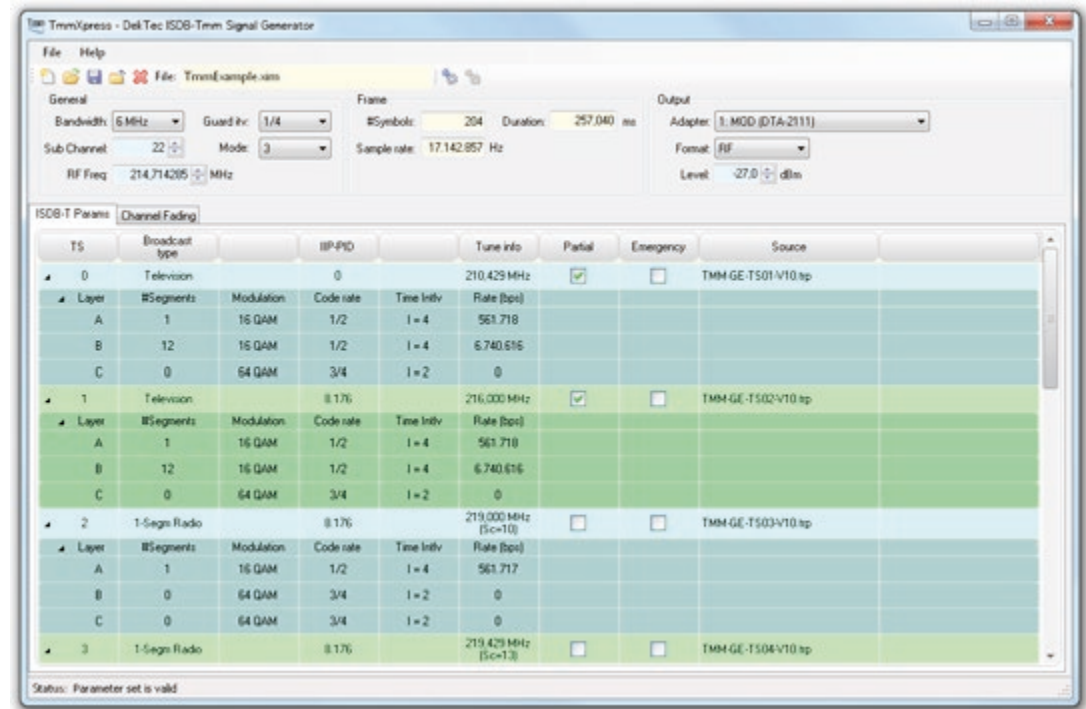 TmmXpress - DekTec ISDB-Tmm Signal Generator
File Help
File: TmmExample.xim
General Frame Output
Bandwidth: 6 MHz Guard itv: 1/4 #Symbols: 204 Duration: 257,040 ms Adapter: 1: MOD (DTA-2111)
Sub Channel: 22 Mode: 3 Sample rate: 17.142.857 Hz Format: RF
RF Freq: 214,714285 MHz Level: -27,0 dBm
ISDB-T Params Channel Fading
TS Broadcast type IIP-PID Tune info Partial Emergency Source
0 Television 0 210,429 MHz TMM-GE-TS01-V10.trp
Layer #Segments Modulation Code rate Time Intlv Rate (bps)
A 1 16 QAM 1/2 I = 4 561.718
B 12 16 QAM 1/2 I = 4 6.740.616
C 0 64 QAM 3/4 I = 2 0
1 Television 8.176 216,000 MHz TMM-GE-TS02-V10.trp
Layer #Segments Modulation Code rate Time Intlv Rate (bps)
A 1 16 QAM 1/2 I = 4 561.718
B 12 16 QAM 1/2 I = 4 6.740.616
C 0 64 QAM 3/4 I = 2 0
2 1-Segm Radio 8.176 219,000 MHz (Sc=10) TMM-GE-TS03-V10.trp
Layer #Segments Modulation Code rate Time Intlv Rate (bps)
A 1 16 QAM 1/2 I = 4 561.717
B 0 64 QAM 3/4 I = 2 0
C 0 64 QAM 3/4 I = 2 0
3 1-Segm Radio 8.176 219,429 MHz (Sc=13) TMM-GE-TS04-V10.trp
Status: Parameter set is valid